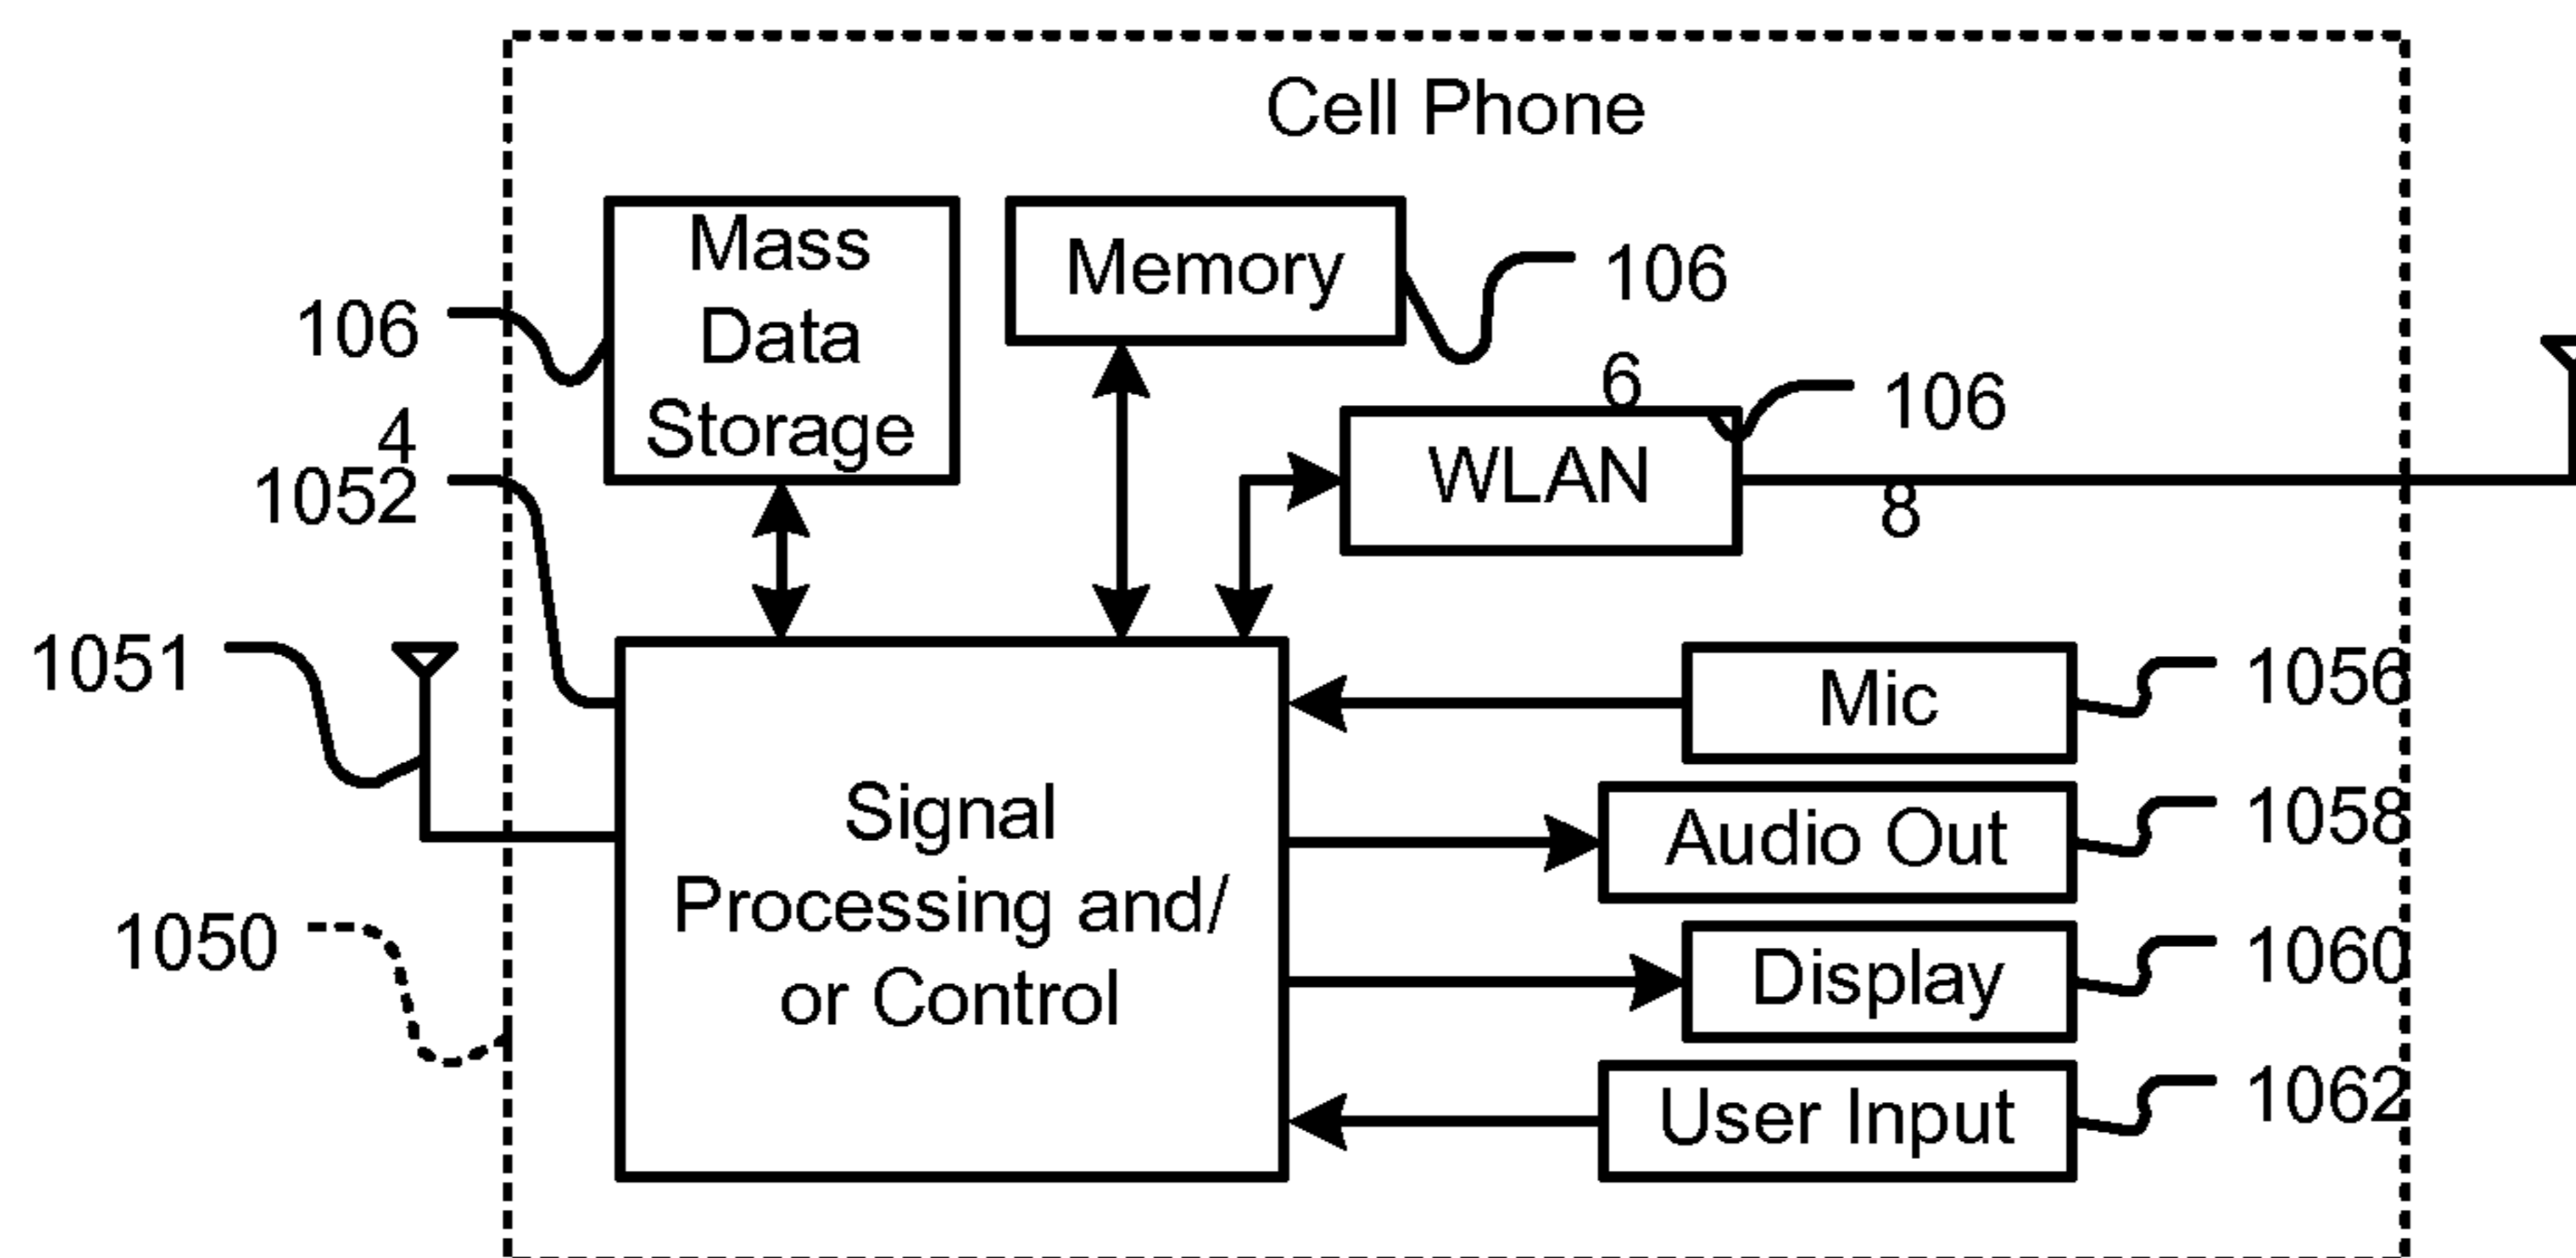 Cell Phone
Mass
Data
Storage
Memory
106
6
106
4
WLAN
106
8
1052
1051
Mic
1056
Signal
Processing and/
or Control
Audio Out
1058
1050
Display
1060
User Input
1062